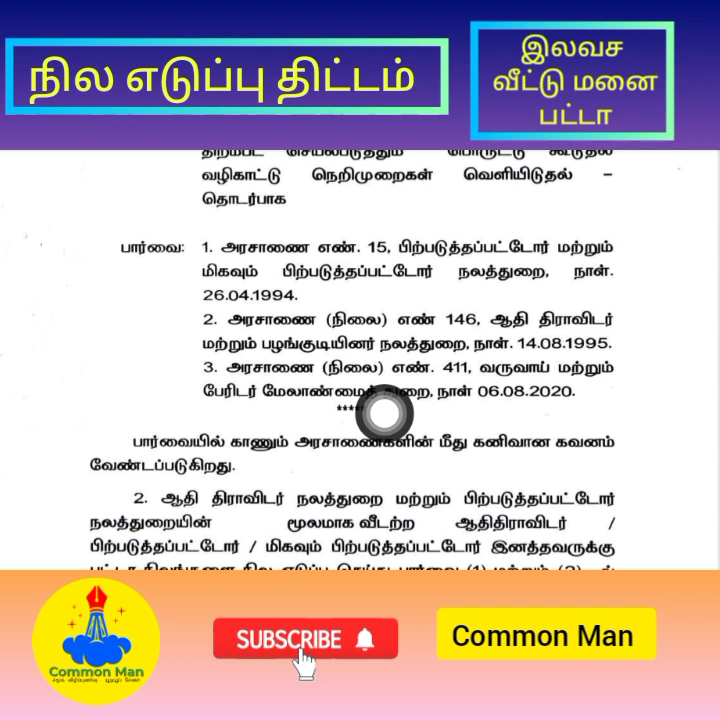 நில எடுப்பு திட்டம்
இலவச
வீட்டு மனை
பட்டா
வழிகாட்டு நெறிமுறைகள் வெளியிடுதல் –
தொடர்பாக
பார்வை: 1. அரசாணை எண். 15, பிற்படுத்தப்பட்டோர் மற்றும்
மிகவும் பிற்படுத்தப்பட்டோர் நலத்துறை, நாள்.
26.04.1994.
2. அரசாணை (நிலை) எண் 146, ஆதி திராவிடர்
மற்றும் பழங்குடியினர் நலத்துறை, நாள். 14.08.1995.
3. அரசாணை (நிலை) எண். 411, வருவாய் மற்றும்
பேரிடர் மேலாண்மைத் துறை, நாள் 06.08.2020.
பார்வையில் காணும் அரசாணைகளின் மீது கனிவான கவனம்
வேண்டப்படுகிறது.
2. ஆதி திராவிடர் நலத்துறை மற்றும் பிற்படுத்தப்பட்டோர்
நலத்துறையின் மூலமாக வீடற்ற ஆதிதிராவிடர் /
பிற்படுத்தப்பட்டோர் / மிகவும் பிற்படுத்தப்பட்டோர் இனத்தவருக்கு
Common Man
SUBSCRIBE
Common Man